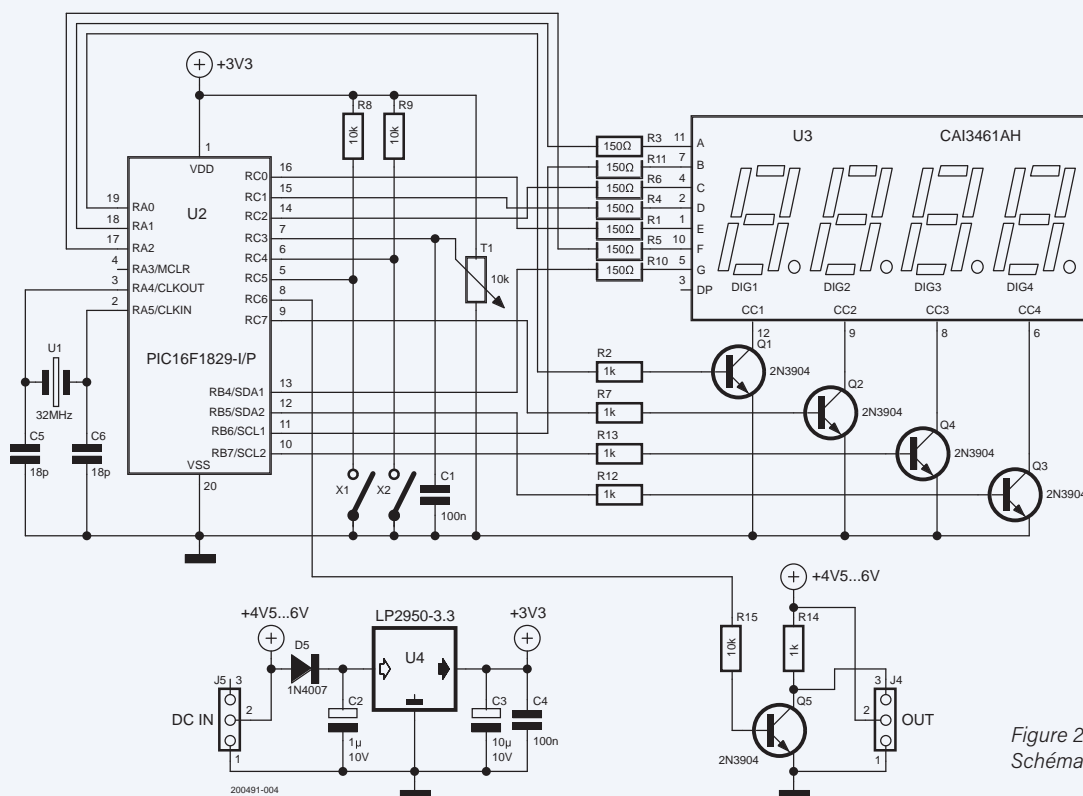 +3V3
R8
R9
10k
10k
1
VDD
U2
19
RA0
18
RA1
17
RA2
4
RA3/MCLR
3
RA4/CLKOUT
2
RA5/CLKIN
16
RC0
15
RC1
14
RC2
7
RC3
6
RC4
5
RC5
8
RC6
9
RC7
PIC16F1829-I/P
13
RB4/SDA1
12
RB5/SDA2
11
RB6/SCL1
10
RB7/SCL2
VSS
20
U1
32MHz
C5
18p
C6
18p
T1
10k
X1
X2
C1
100n
150Ω R3 11 A
150Ω R11 7 B
150Ω R6 4 C
150Ω R4 2 D
150Ω R1 1 E
150Ω R5 10 F
150Ω R10 5 G
3 DP
U3
CAI3461AH
DIG1
DIG2
DIG3
DIG4
CC1
CC2
CC3
CC4
12
9
8
6
R2
1k
R7
1k
R13
1k
R12
1k
Q1
2N3904
Q2
2N3904
Q4
2N3904
Q3
2N3904
+4V5...6V
LP2950-3.3
+3V3
D5
1N4007
U4
J5
3
2
1
DC IN
C2
1µ
10V
C3
10µ
10V
C4
100n
200491-004
+4V5...6V
R15
10k
R14
1k
Q5
2N3904
J4
3
2
1
OUT
Figure 2
Schéma